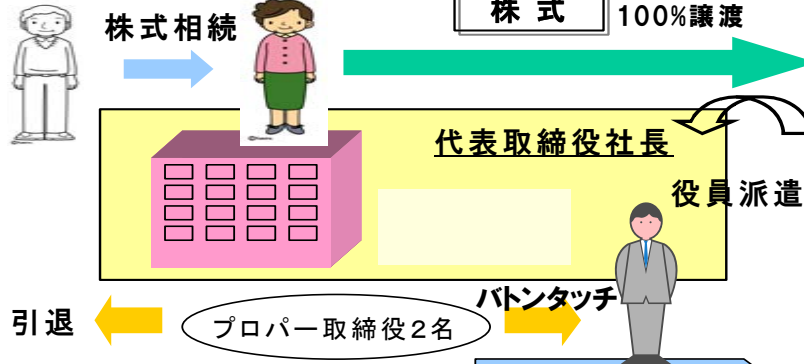 株式相続
株式
100%譲渡
代表取締役社長
役員派遣
バトンタッチ
引退
プロパー取締役2名